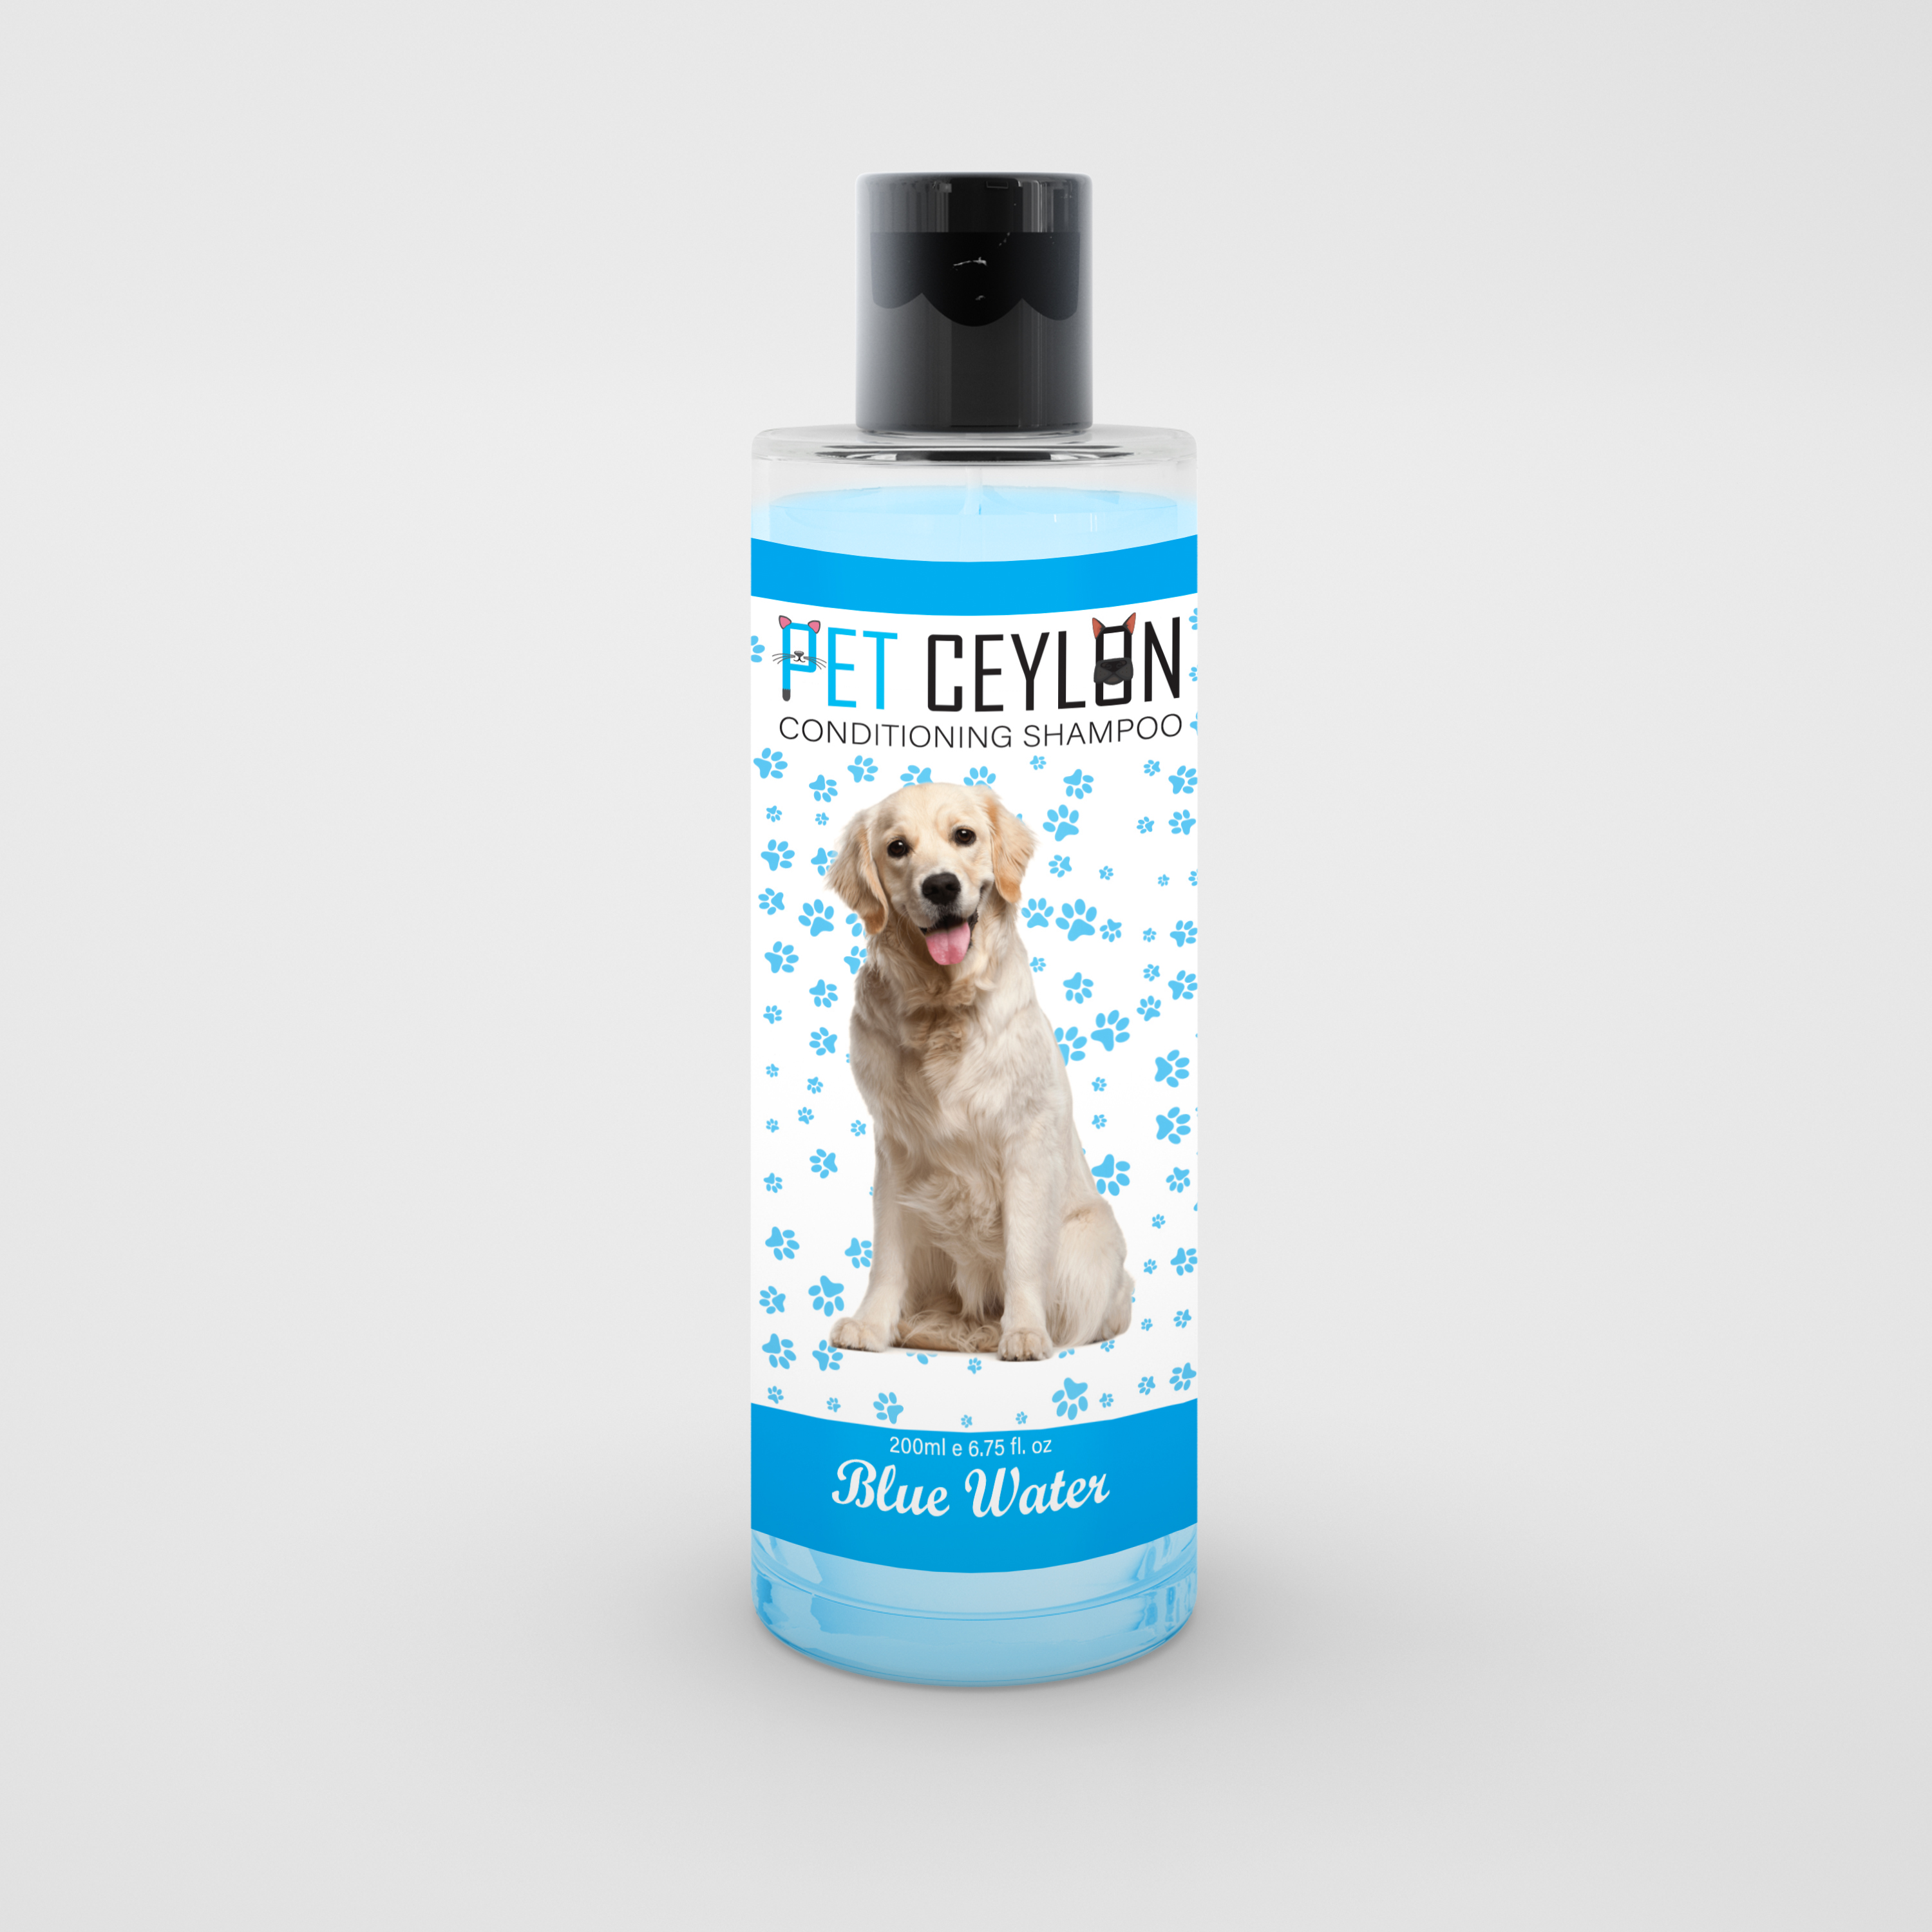 PET CEYLON
CONDITIONING SHAMPOO
200ml e 6.75 fl. oz
Blue Water